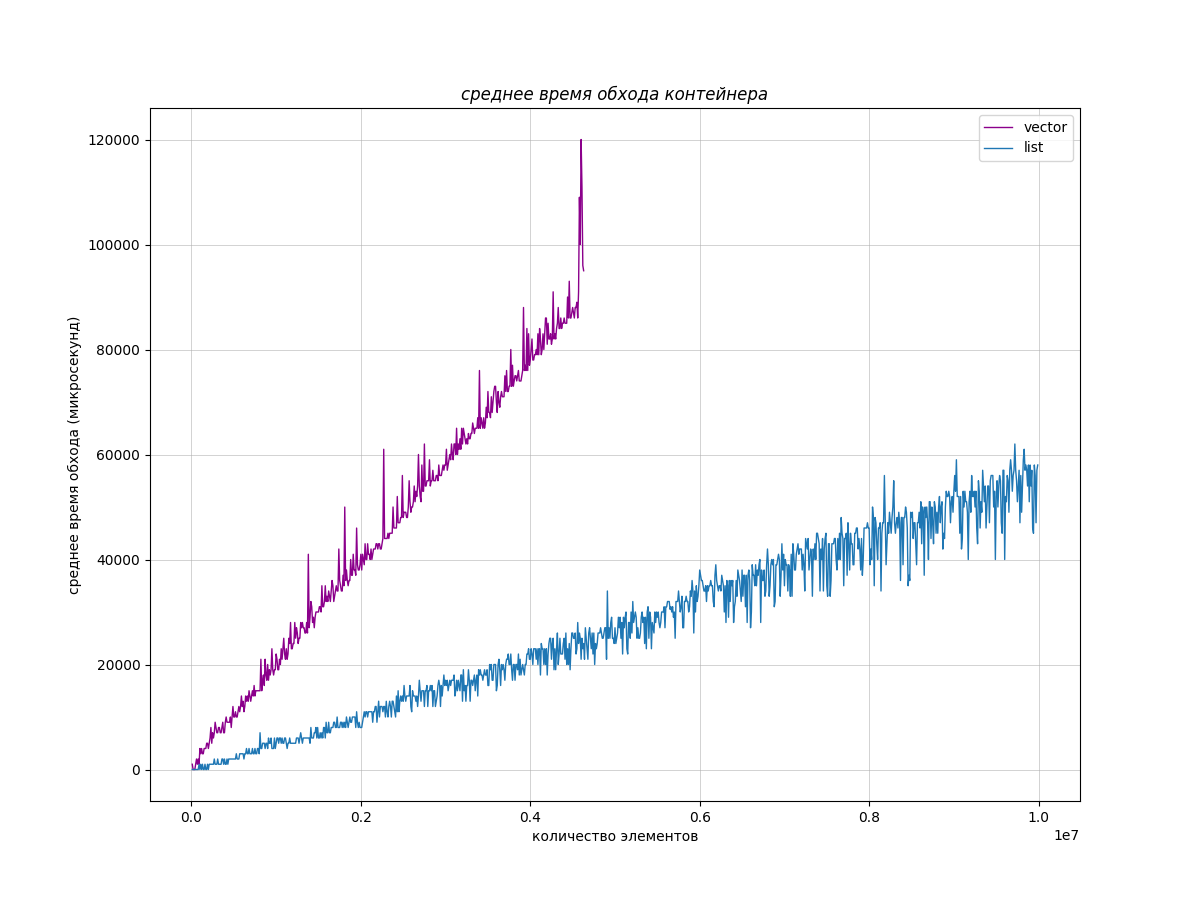 среднее время обхода контейнера
vector
list
120000
100000
80000
60000
40000
20000
0
среднее время обхода (микросекунд)
0.0 0.2 0.4 0.6 0.8 1.0
1e7
количество элементов